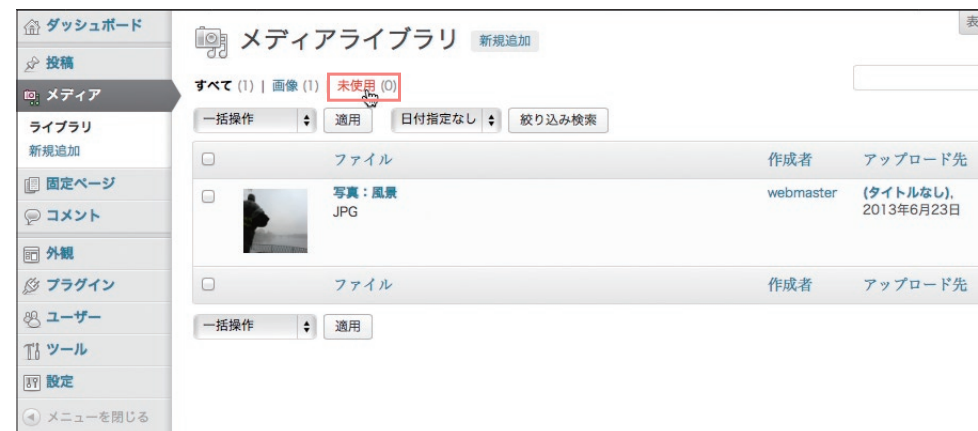 ダッシュボード
投稿
メディア
ライブラリ
新規追加
固定ページ
コメント
外観
プラグイン
ユーザー
ツール
設定
メニューを閉じる
表
メディアライブラリ 新規追加
すべて (1) | 画像 (1) 未使用 (0)
一括操作 適用 日付指定なし 絞り込み検索
ファイル 作成者 アップロード先
写真：風景 webmaster (タイトルなし),
JPG 2013年6月23日
ファイル 作成者 アップロード先
一括操作 適用